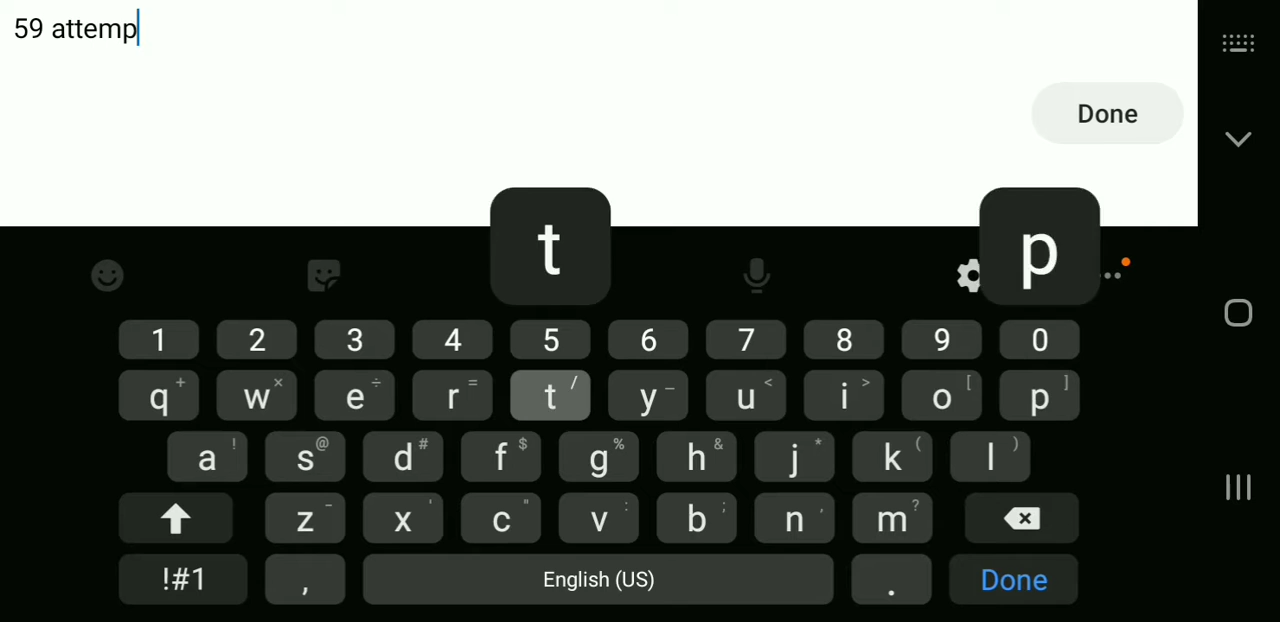 59 attemp
Done
t p
1 2 3 4 5 6 7 8 9 0
q + w × e ÷ r = t / y _ u < i > o [ p ]
a ! s @ d # f $ g % h & j * k ( l )
z - x ' c " v : b ; n , m ?
!#1 , English (US) . Done